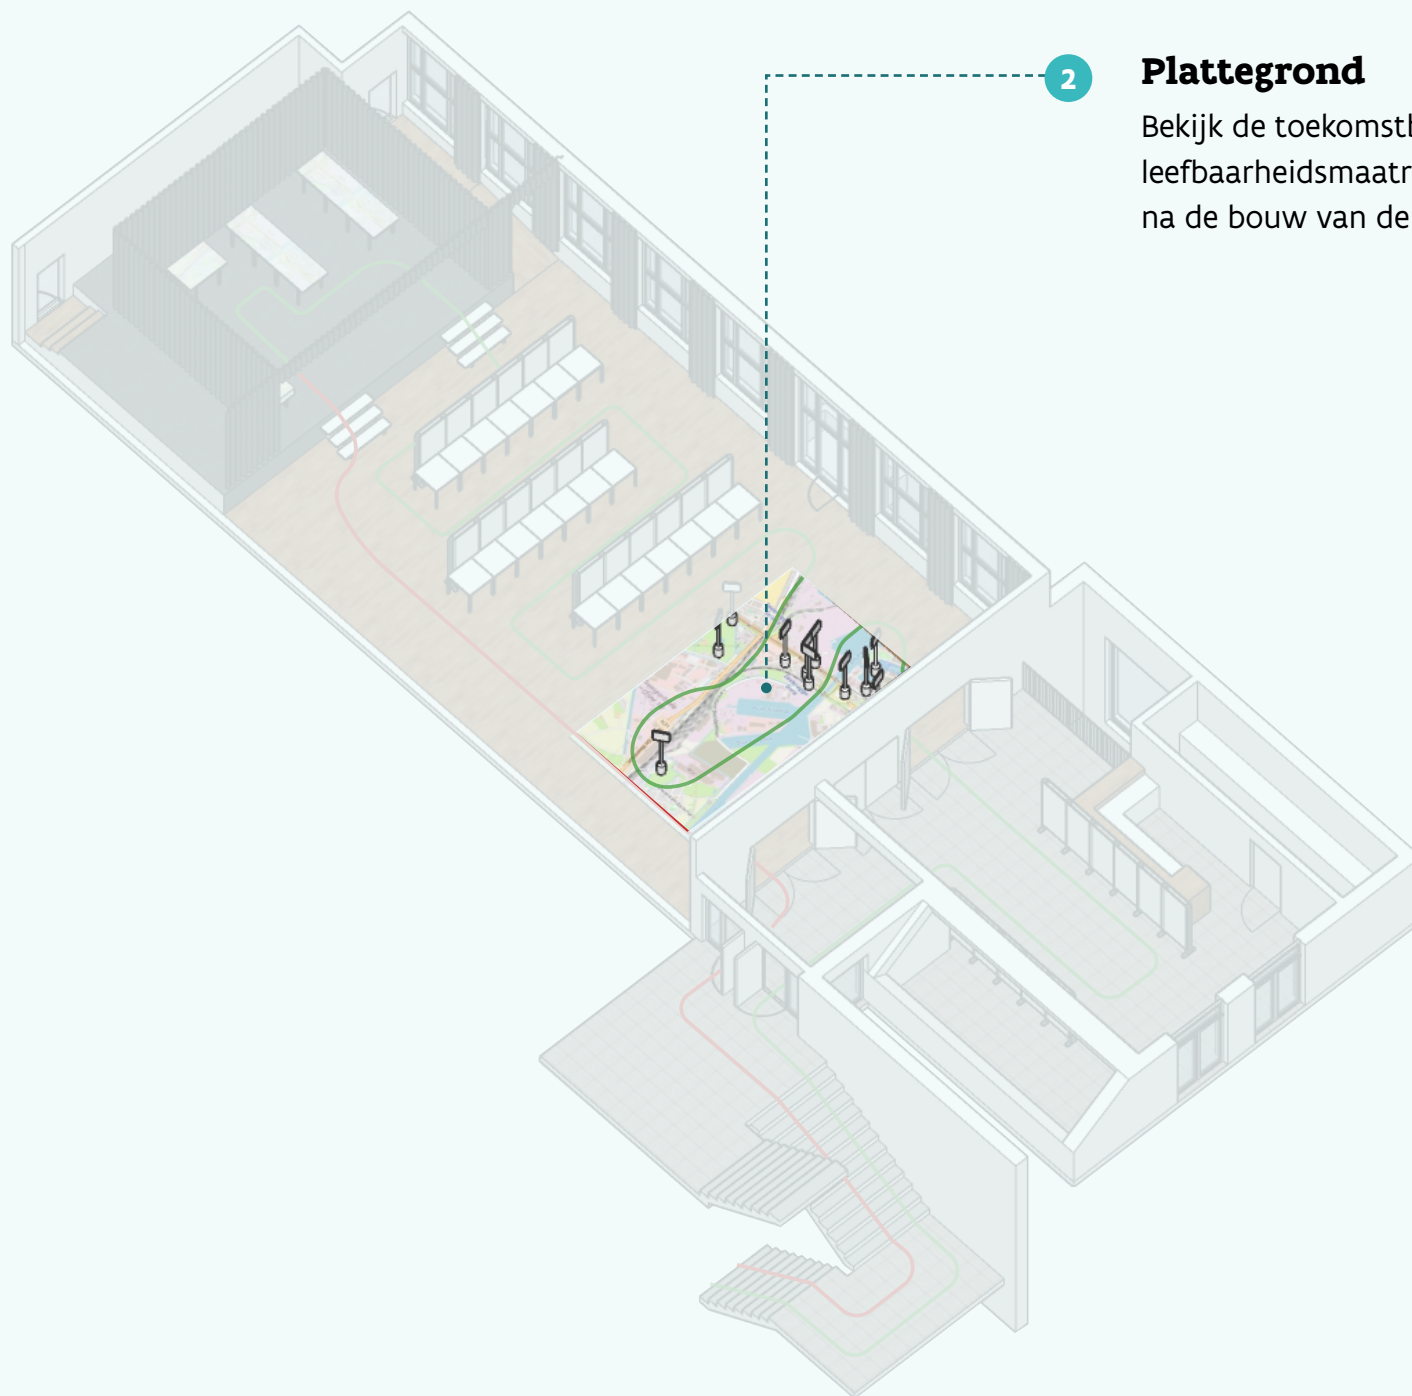 2
Plattegrond
Bekijk de toekomstb
leefbaarheidsmaatr
na de bouw van de